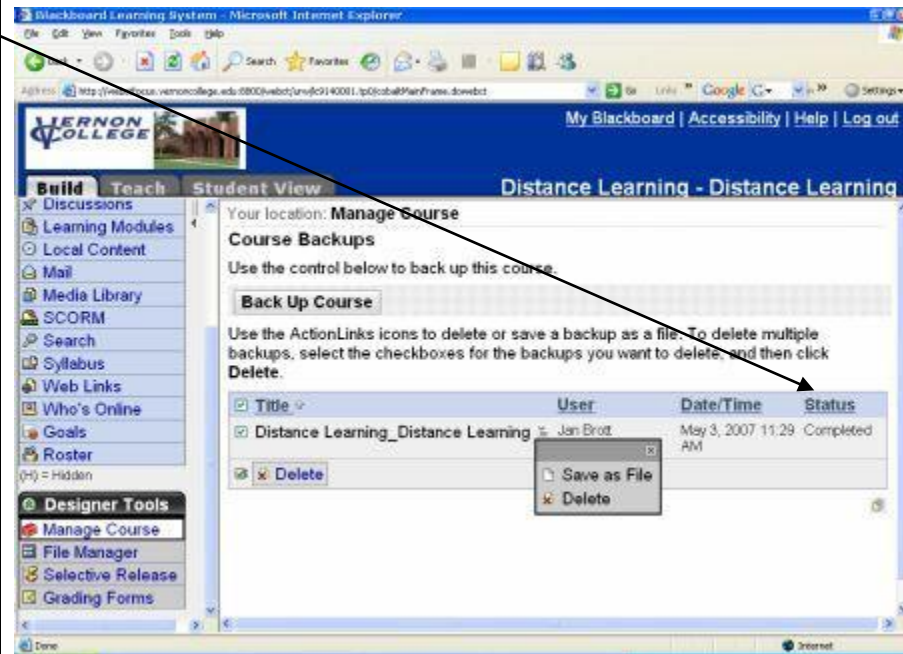 Blackboard Learning System - Microsoft Internet Explorer
File Edit View Favorites Tools Help
Back Search Favorites
Address Go Links » Google G Settings
VERNON COLLEGE
My Blackboard | Accessibility | Help | Log out
Build Teach Student View Distance Learning - Distance Learning
Discussions
Learning Modules
Local Content
Mail
Media Library
SCORM
Search
Syllabus
Web Links
Who's Online
Goals
Roster
(H) = Hidden
Designer Tools
Manage Course
File Manager
Selective Release
Grading Forms
Your location: Manage Course
Course Backups
Use the control below to back up this course.
Back Up Course
Use the ActionLinks icons to delete or save a backup as a file. To delete multiple
backups, select the checkboxes for the backups you want to delete, and then click
Delete.
Title User Date/Time Status
Distance Learning_Distance Learning Jan Brott May 3, 2007 11:29 Completed
AM
Delete
Save as File
Delete
Done Internet